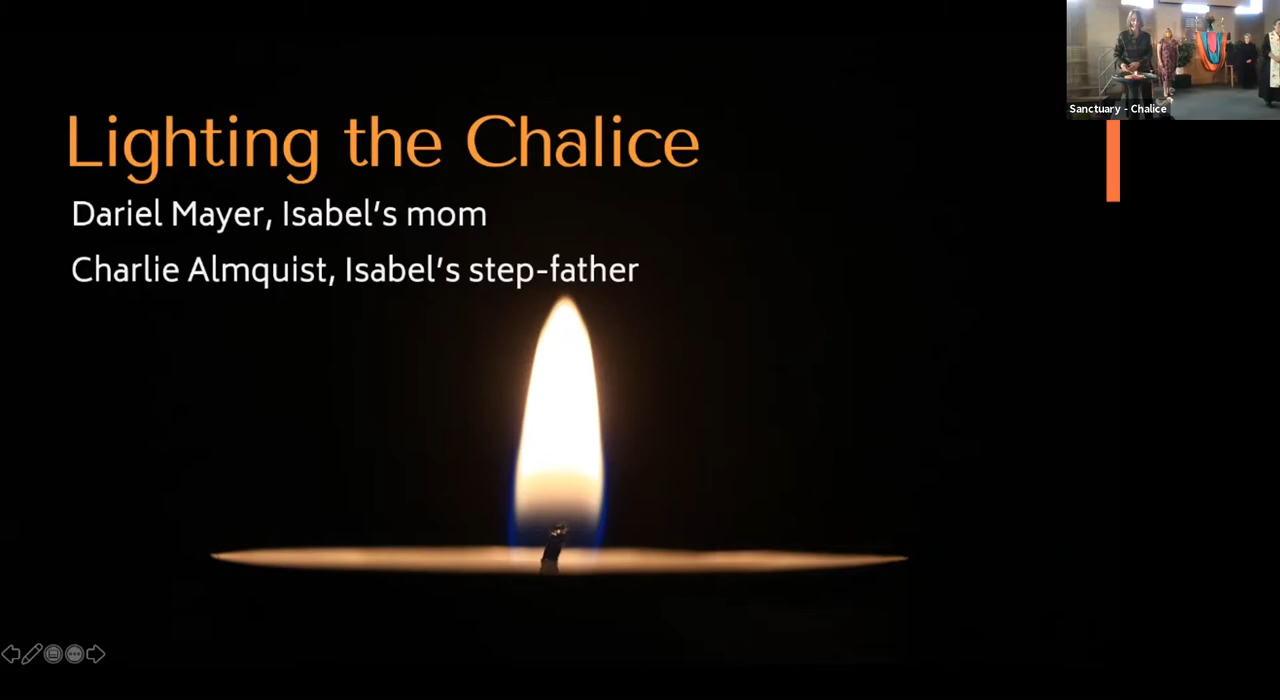 Lighting the Chalice
Dariel Mayer, Isabel’s mom
Charlie Almquist, Isabel’s step-father
Sanctuary - Chalice